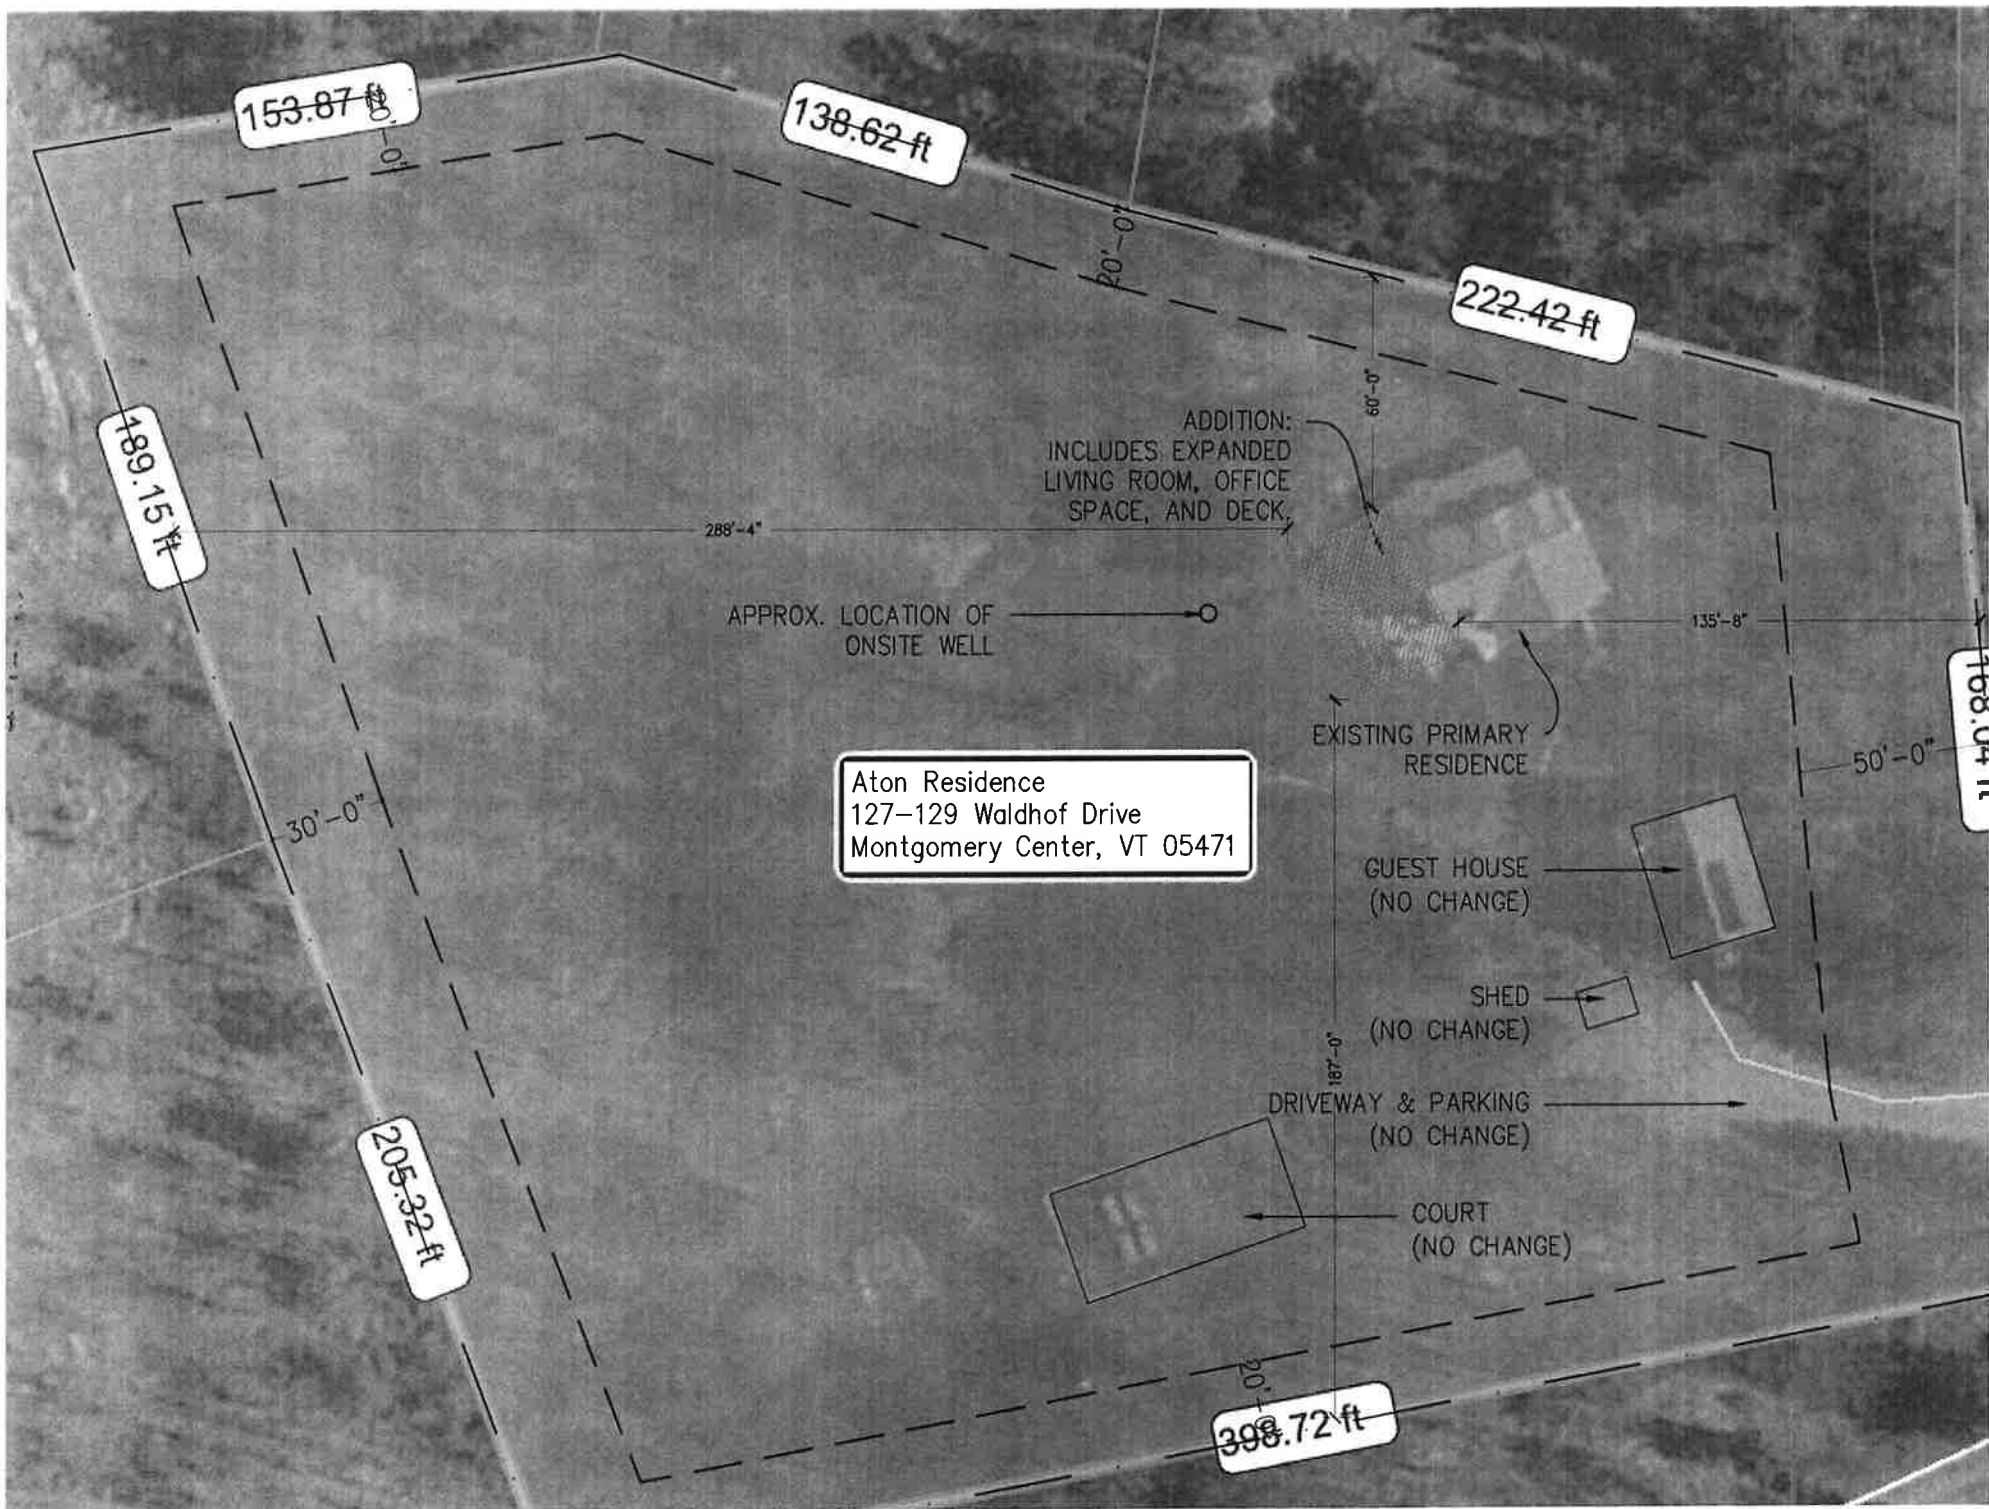 153.87 ft
138.62 ft
20'-0"
222.42 ft
60'-0"
ADDITION:
INCLUDES EXPANDED
LIVING ROOM, OFFICE
SPACE, AND DECK.
189.15 ft
288'-4"
APPROX. LOCATION OF
ONSITE WELL
135'-8"
168.04 ft
EXISTING PRIMARY
RESIDENCE
50'-0"
Aton Residence
127-129 Waldhof Drive
Montgomery Center, VT 05471
30'-0"
GUEST HOUSE
(NO CHANGE)
SHED
(NO CHANGE)
187'-0"
DRIVEWAY & PARKING
(NO CHANGE)
205.32 ft
COURT
(NO CHANGE)
398.72 ft